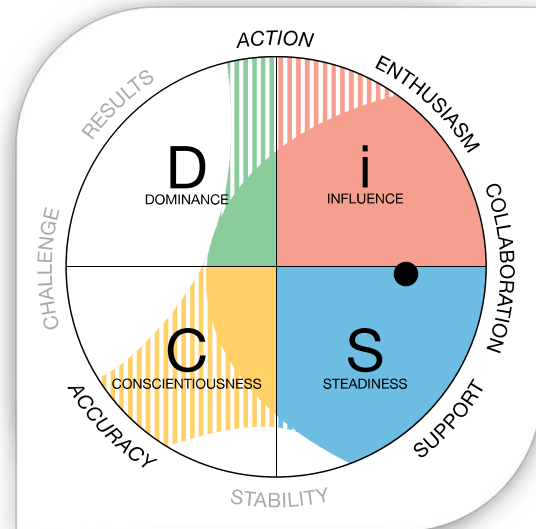 ACTION
ENTHUSIASM
RESULTS
D
DOMINANCE
i
INFLUENCE
COLLABORATION
CHALLENGE
C
CONSCIENTIOUSNESS
S
STEADINESS
ACCURACY
SUPPORT
STABILITY